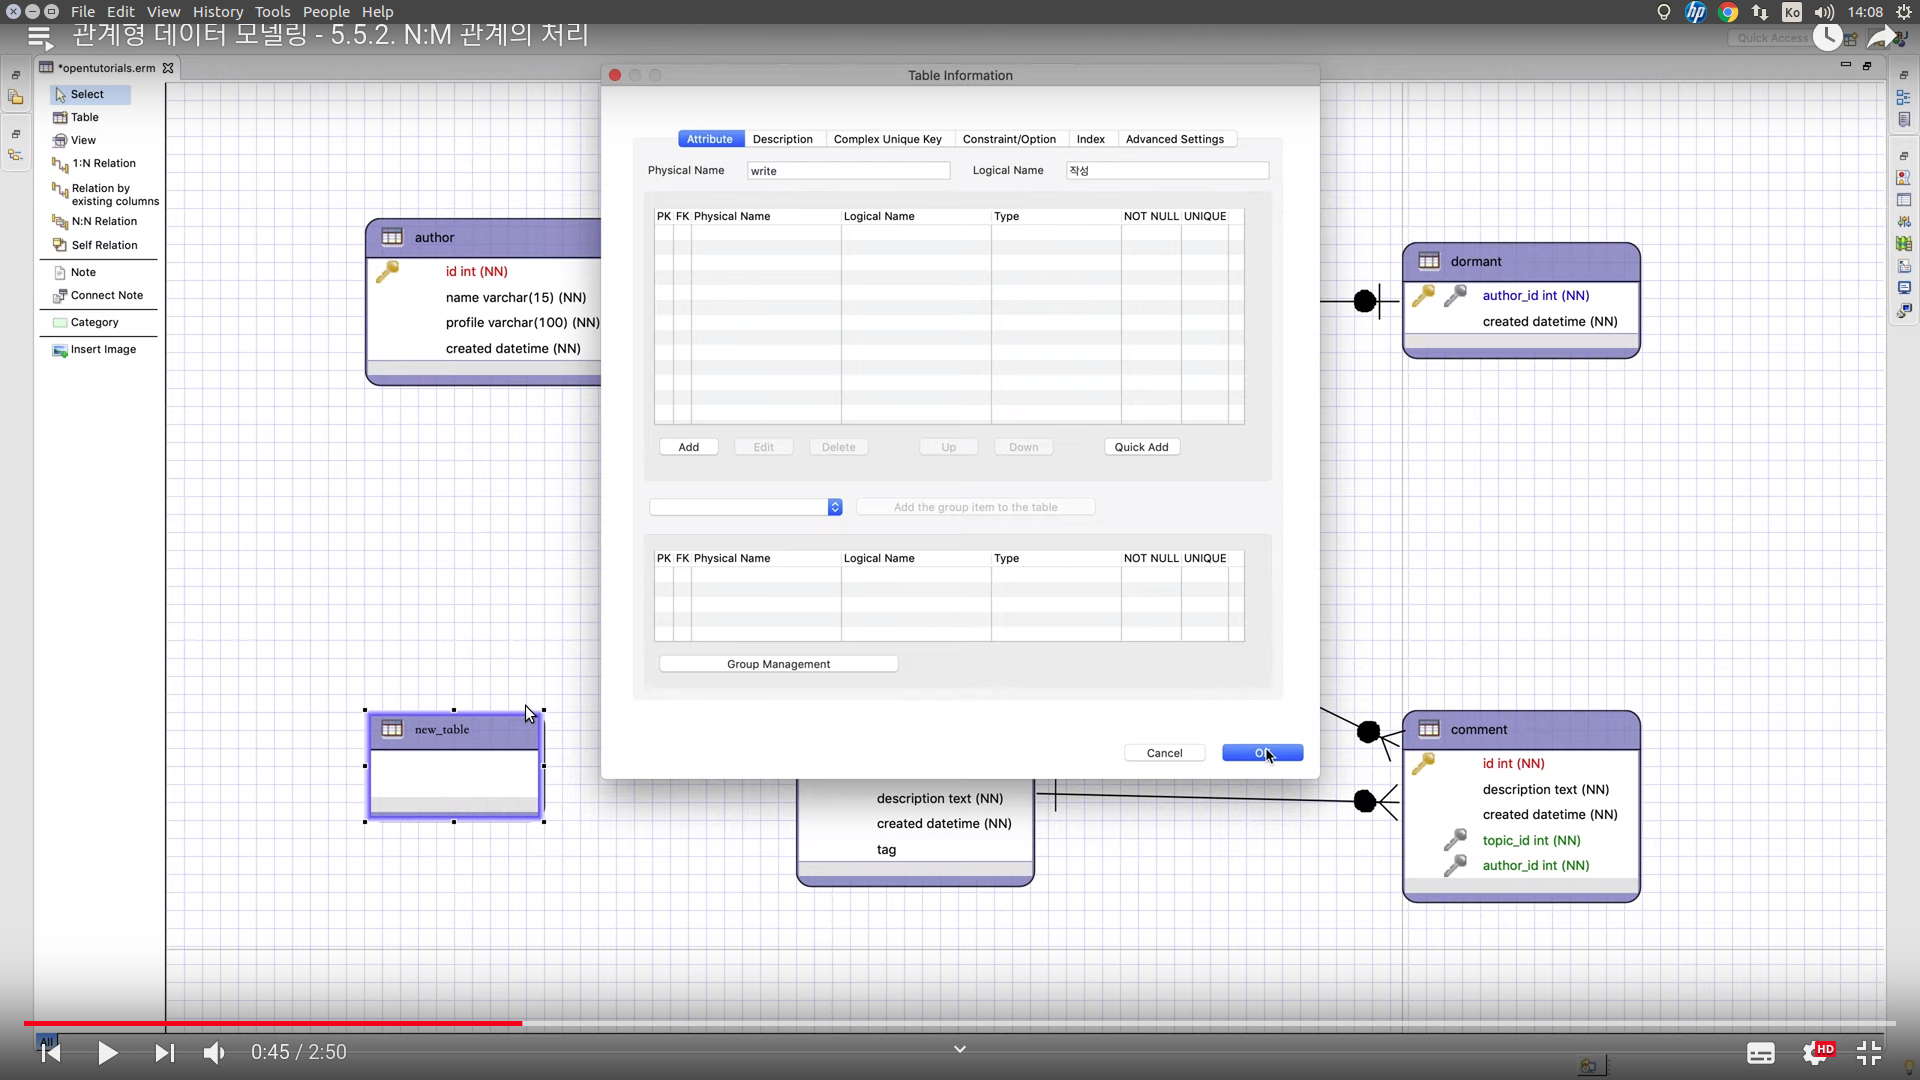 File Edit View History Tools People Help
Ko 14:08
관계형 데이터 모델링 - 5.5.2. N:M 관계의 처리
Quick Access
*opentutorials.erm
Select
Table
View
1:N Relation
Relation by
existing columns
N:N Relation
Self Relation
Note
Connect Note
Category
Insert Image
author
id int (NN)
name varchar(15) (NN)
profile varchar(100) (NN)
created datetime (NN)
new_table
Table Information
Attribute Description Complex Unique Key Constraint/Option Index Advanced Settings
Physical Name write Logical Name 작성
PK FK Physical Name Logical Name Type NOT NULL UNIQUE
Add Edit Delete Up Down Quick Add
Add the group item to the table
PK FK Physical Name Logical Name Type NOT NULL UNIQUE
Group Management
Cancel
description text (NN)
created datetime (NN)
tag
dormant
author_id int (NN)
created datetime (NN)
comment
id int (NN)
description text (NN)
created datetime (NN)
topic_id int (NN)
author_id int (NN)
All
0:45 / 2:50
HD